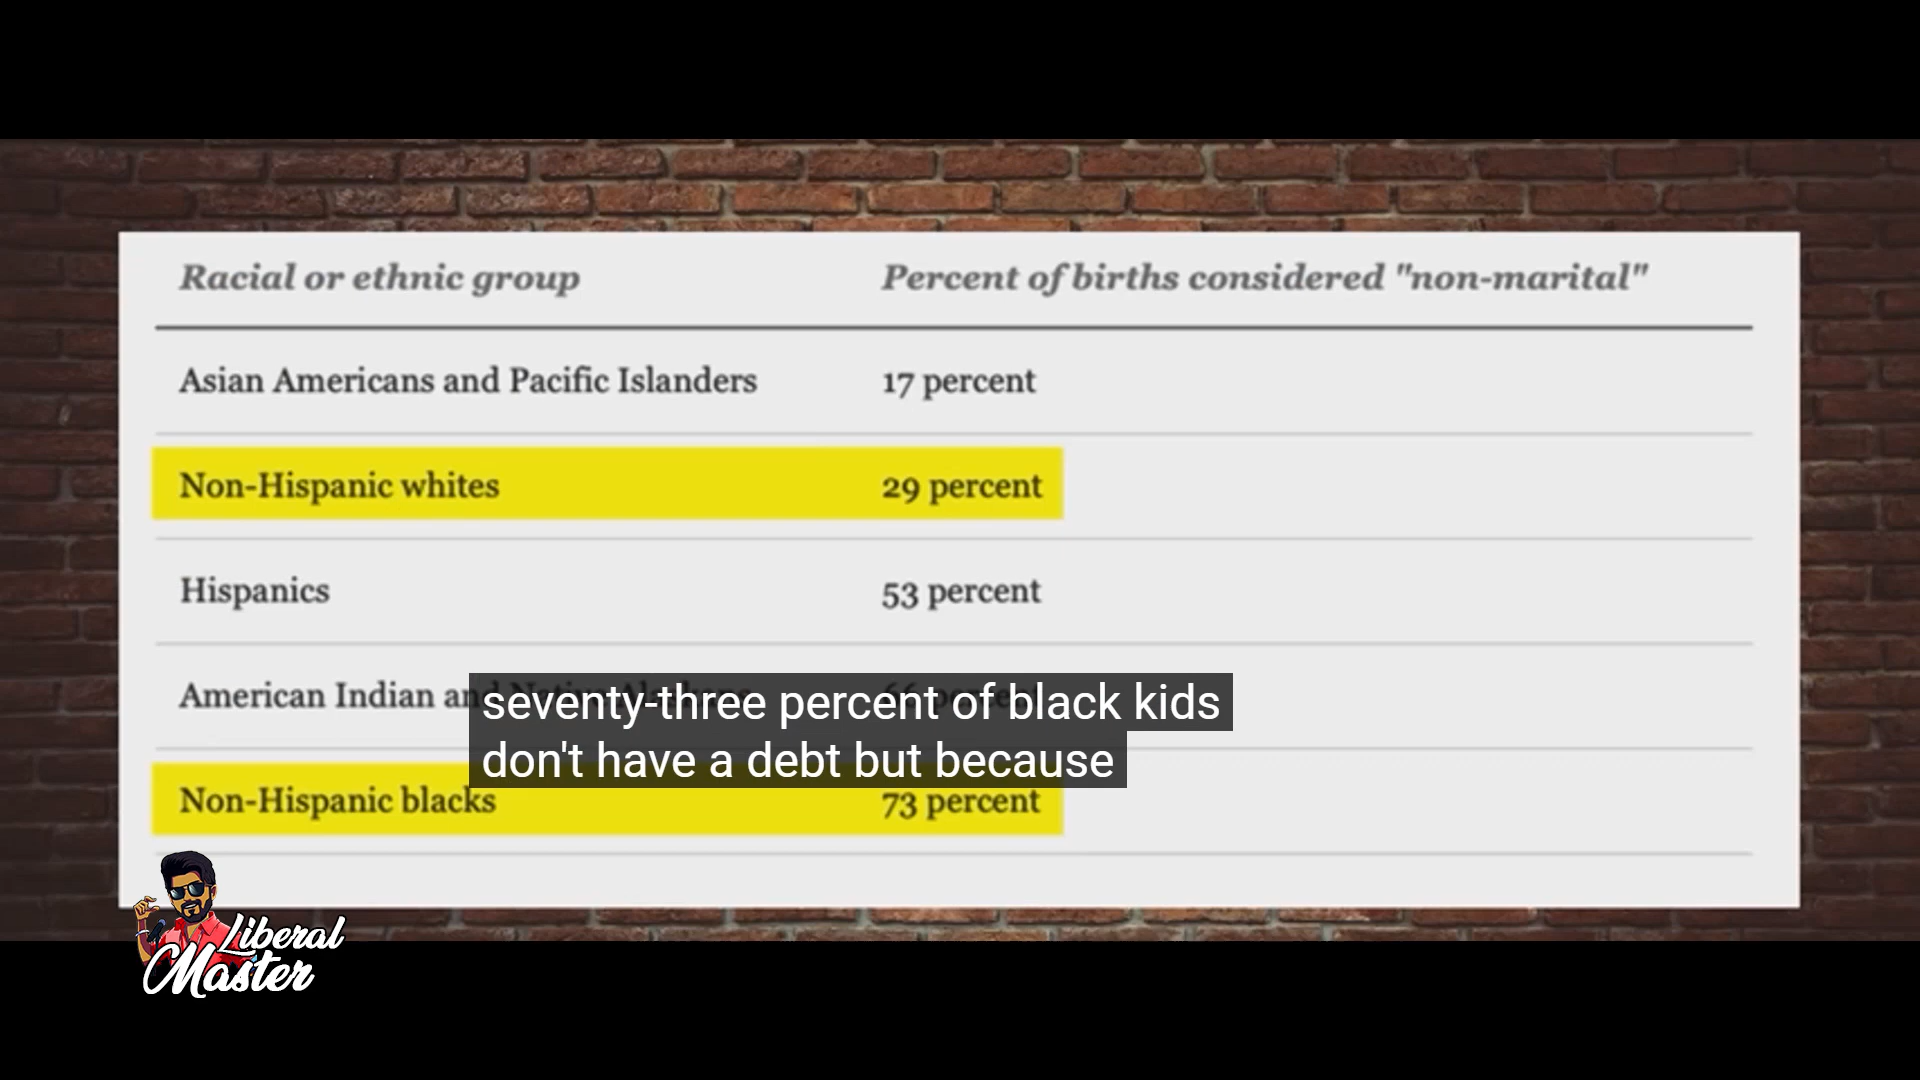 Racial or ethnic group Percent of births considered "non-marital"
Asian Americans and Pacific Islanders 17 percent
Non-Hispanic whites 29 percent
Hispanics 53 percent
American Indian and
seventy-three percent of black kids
don't have a debt but because
Non-Hispanic blacks 73 percent
Liberal
Master